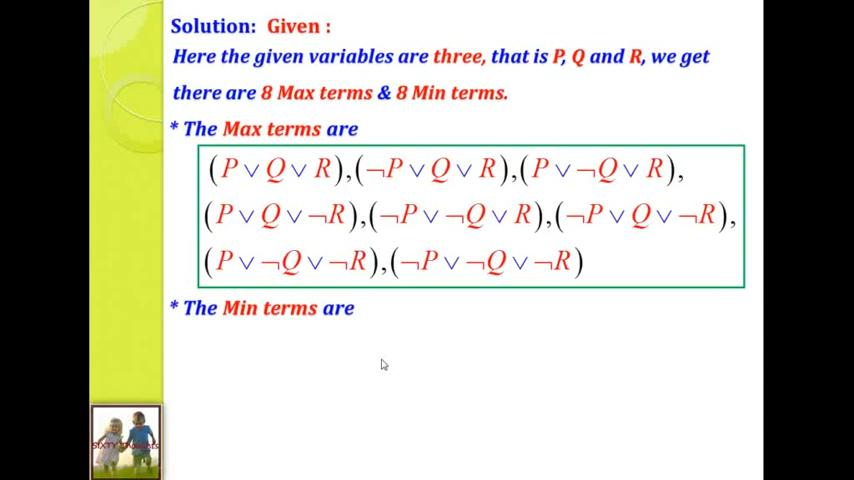 Solution: Given :
Here the given variables are three, that is P, Q and R, we get
there are 8 Max terms & 8 Min terms.
* The Max terms are
(P ∨ Q ∨ R),(¬P ∨ Q ∨ R),(P ∨ ¬Q ∨ R),
(P ∨ Q ∨ ¬R),(¬P ∨ ¬Q ∨ R),(¬P ∨ Q ∨ ¬R),
(P ∨ ¬Q ∨ ¬R),(¬P ∨ ¬Q ∨ ¬R)
* The Min terms are